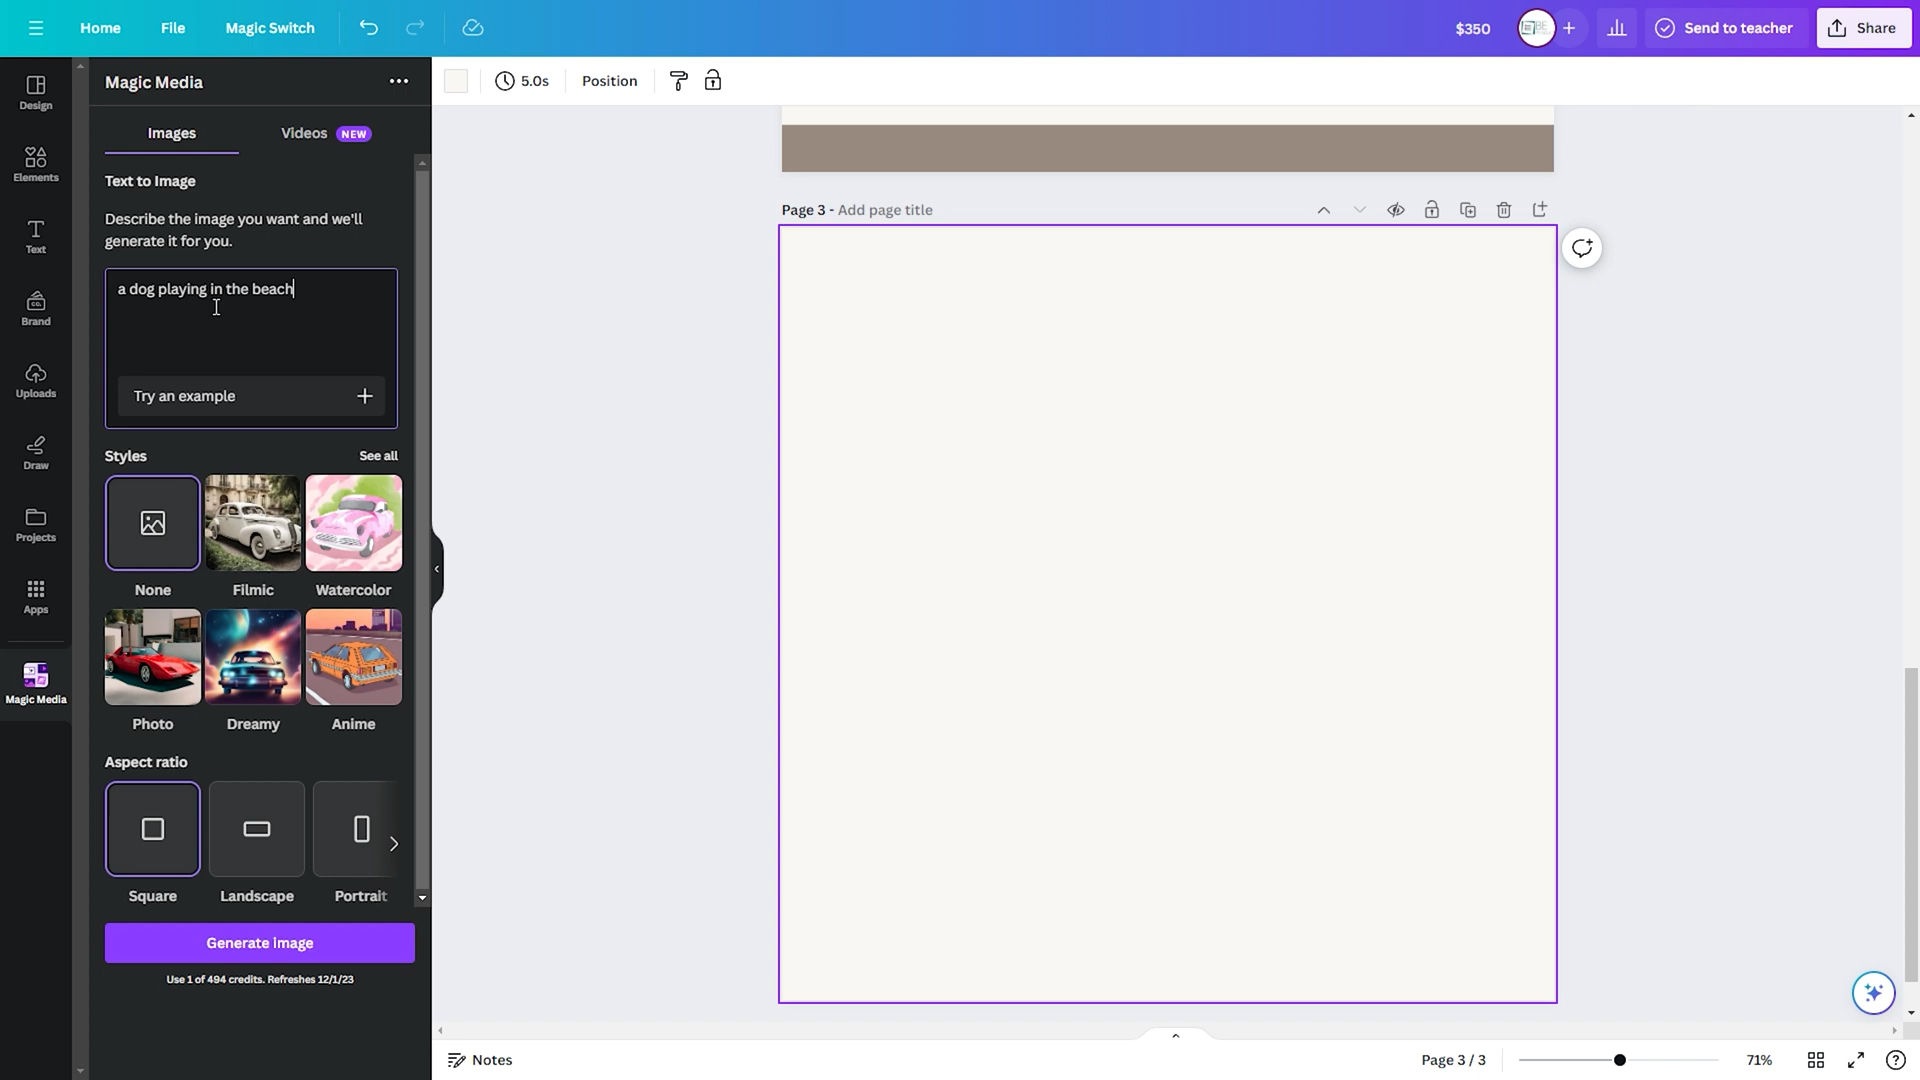 Home File Magic Switch $350 Send to teacher Share
Design
Elements
Text
Brand
Uploads
Draw
Projects
Apps
Magic Media
Magic Media
Images Videos NEW
Text to Image
Describe the image you want and we'll
generate it for you.
a dog playing in the beach
Try an example
Styles See all
None Filmic Watercolor
Photo Dreamy Anime
Aspect ratio
Square Landscape Portrait
Generate image
Use 1 of 494 credits. Refreshes 12/1/23
5.0s Position
Page 3 - Add page title
Notes Page 3 / 3 71%